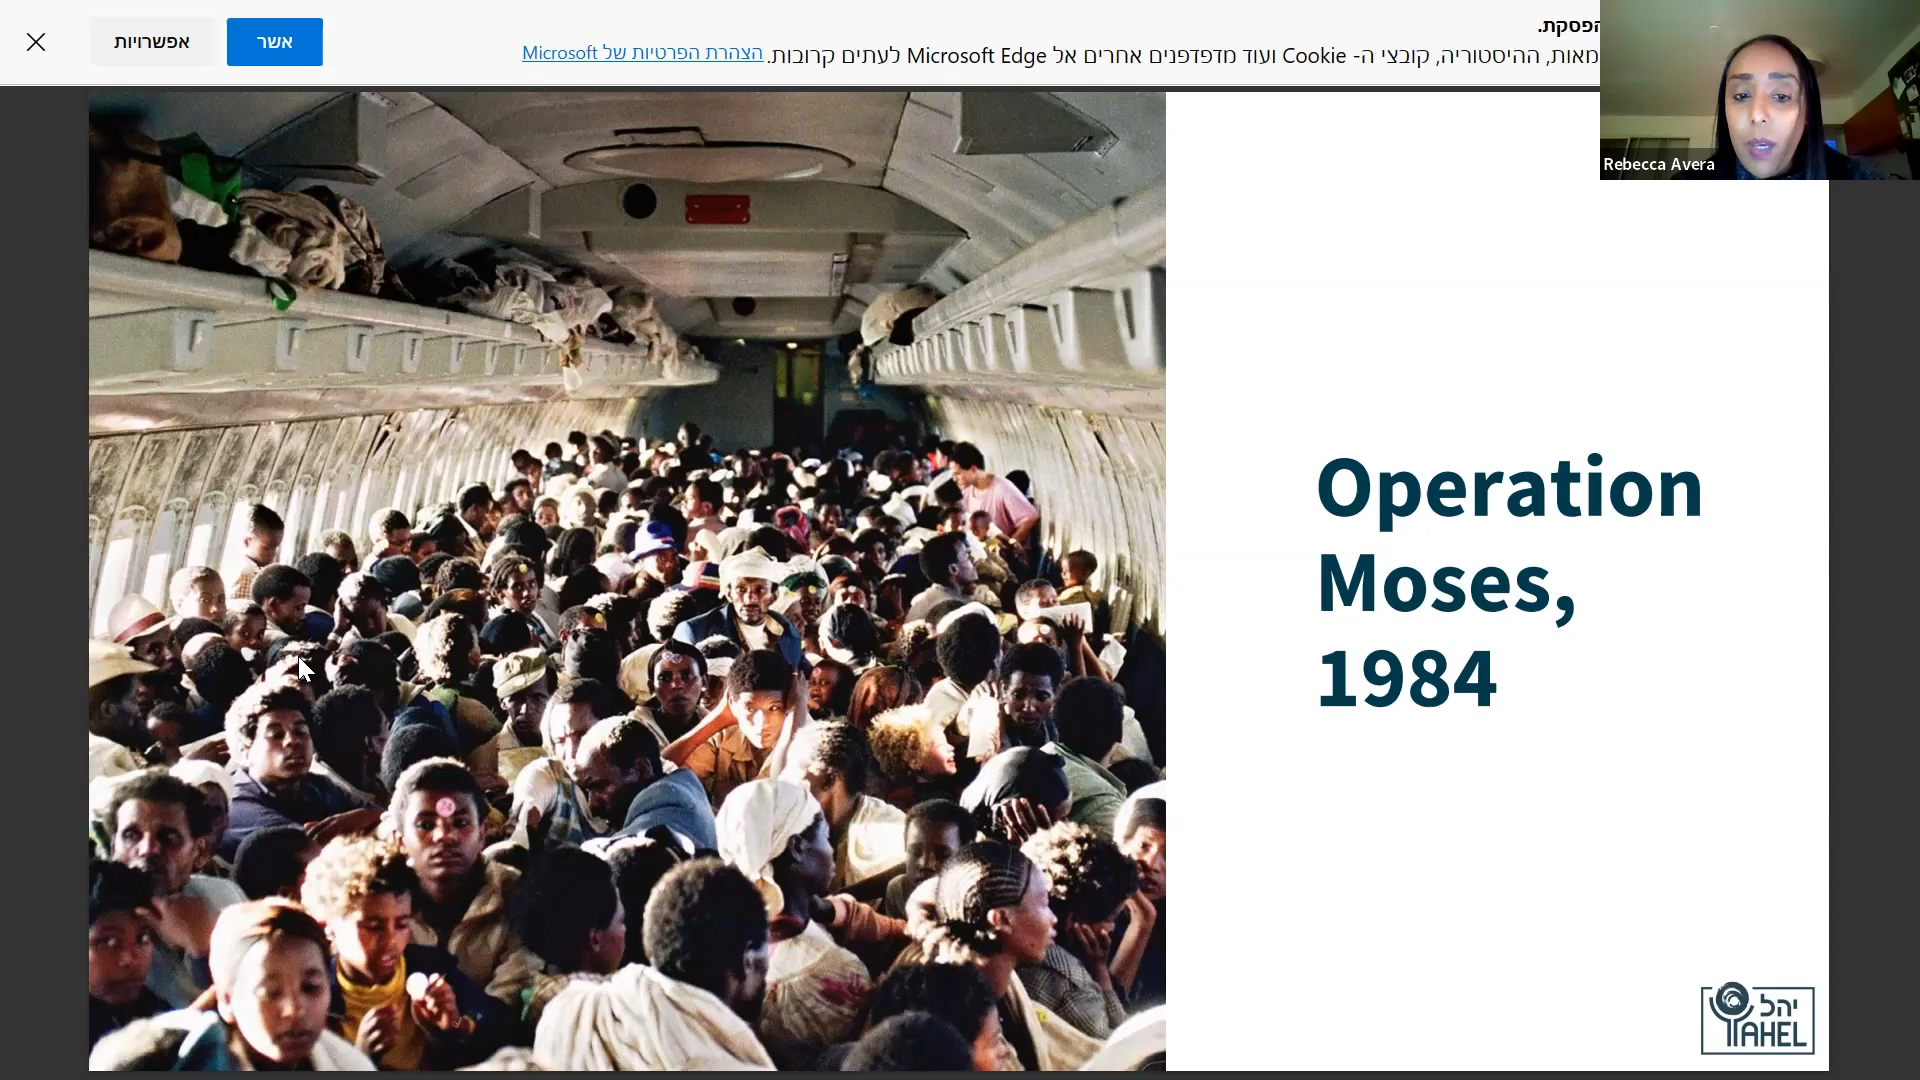 הפסקת.
מאות, ההיסטוריה, קובצי ה- Cookie ועוד מדפדפנים אחרים אל Microsoft Edge לעתים קרובות. הצהרת הפרטיות של Microsoft
אשר
אפשרויות
Rebecca Avera
Operation
Moses,
1984
יהל
YAHEL